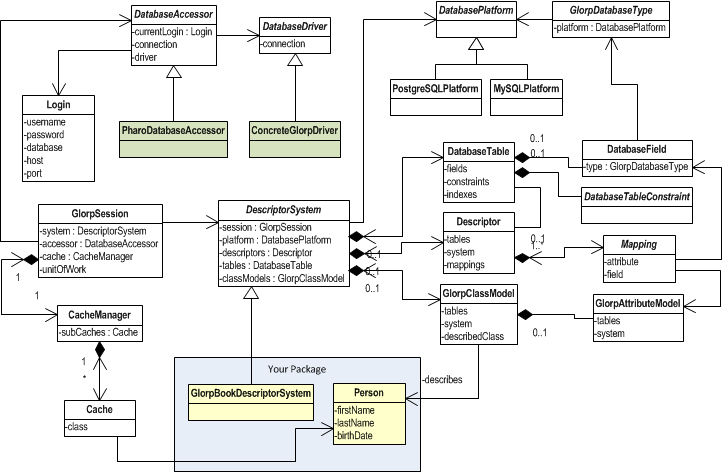 DatabaseAccessor
-currentLogin : Login
-connection
-driver
DatabaseDriver
-connection
DatabasePlatform
GlorpDatabaseType
-platform : DatabasePlatform
Login
-username
-password
-database
-host
-port
PharoDatabaseAccessor
ConcreteGlorpDriver
PostgreSQLPlatform
MySQLPlatform
DatabaseTable
-fields
-constraints
-indexes
0..1
0..1
DatabaseField
-type : GlorpDatabaseType
DatabaseTableConstraint
GlorpSession
-system : DescriptorSystem
-accessor : DatabaseAccessor
-cache : CacheManager
-unitOfWork
DescriptorSystem
-session : GlorpSession
-platform : DatabasePlatform
-descriptors : Descriptor
-tables : DatabaseTable
-classModels : GlorpClassModel
0..1
0..1
0..1
Descriptor
-tables
-system
-mappings
0..1
1..
Mapping
-attribute
-field
1
1
CacheManager
-subCaches : Cache
1
*
Cache
-class
GlorpClassModel
-tables
-system
-describedClass
0..1
GlorpAttributeModel
-tables
-system
Your Package
GlorpBookDescriptorSystem
Person
-firstName
-lastName
-birthDate
-describes